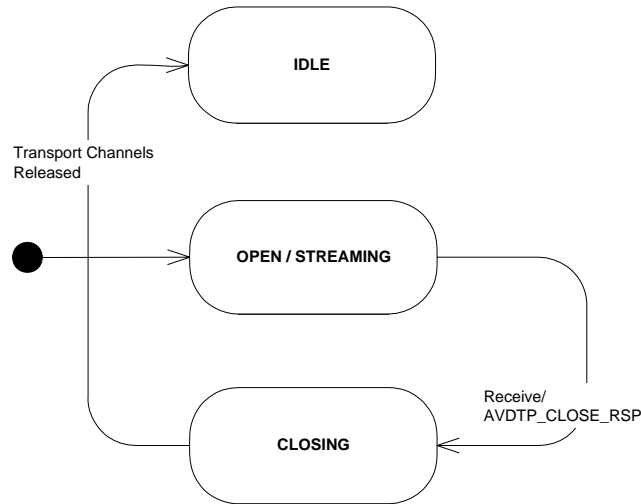 IDLE
Transport Channels
Released
OPEN / STREAMING
Receive/
AVDTP_CLOSE_RSP
CLOSING